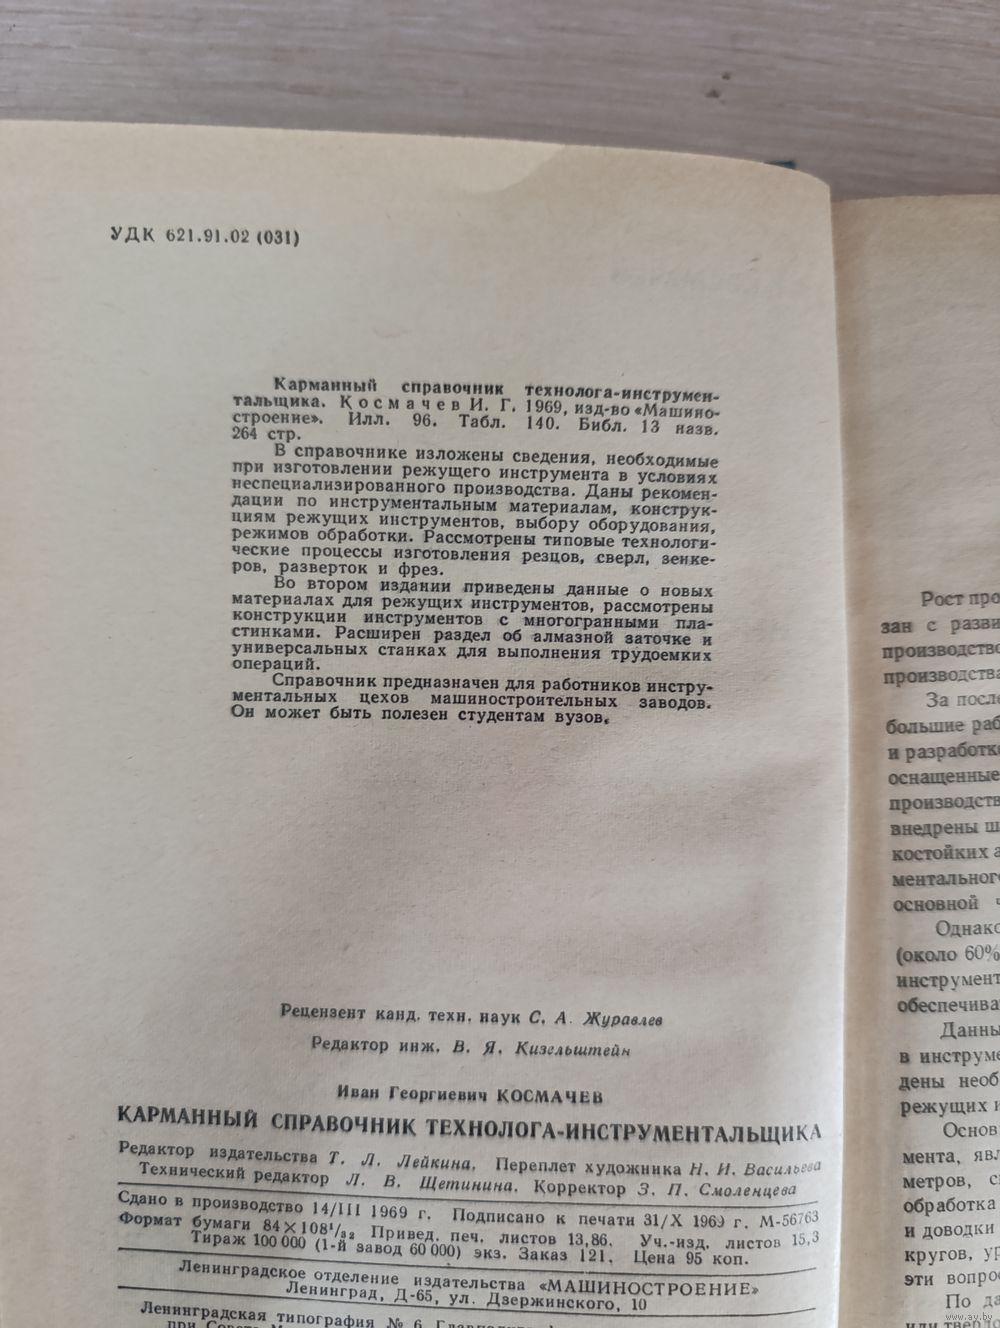 УДК 621.91.02 (031)
Карманный справочник технолога-инструмен-
тальщика. Космачев И. Г. 1969, изд-во «Машино-
строение». Илл. 96. Табл. 140. Библ. 13 назв.
264 стр.
В справочнике изложены сведения, необходимые
при изготовлении режущего инструмента в условиях
неспециализированного производства. Даны рекомен-
дации по инструментальным материалам, конструк-
циям режущих инструментов, выбору оборудования,
режимов обработки. Рассмотрены типовые технологи-
ческие процессы изготовления резцов, сверл, зенке-
ров, разверток и фрез.
Во втором издании приведены данные о новых
материалах для режущих инструментов, рассмотрены
конструкции инструментов с многогранными пла-
стинками. Расширен раздел об алмазной заточке и
универсальных станках для выполнения трудоемких
операций.
Справочник предназначен для работников инстру-
ментальных цехов машиностроительных заводов.
Он может быть полезен студентам вузов.
Рецензент канд. техн. наук С. А. Журавлев
Редактор инж. В. Я. Кизельштейн
Иван Георгиевич КОСМАЧЕВ
КАРМАННЫЙ СПРАВОЧНИК ТЕХНОЛОГА-ИНСТРУМЕНТАЛЬЩИКА
Редактор издательства Т. Л. Лейкина. Переплет художника Н. И. Васильева
Технический редактор Л. В. Щетинина. Корректор З. П. Смоленцева
Сдано в производство 14/III 1969 г. Подписано к печати 31/X 1969 г. М-56763
Формат бумаги 84×108¹/₃₂ Привед. печ. листов 13,86. Уч.-изд. листов 15,3
Тираж 100 000 (1-й завод 60 000) экз. Заказ 121. Цена 95 коп.
Ленинградское отделение издательства «МАШИНОСТРОЕНИЕ»
Ленинград, Д-65, ул. Дзержинского, 10
Ленинградская типография № 6
при Совете
Рост про
зан с разви
производстве
производства
За после
большие раб
и разработк
оснащенные
производств
внедрены ш
костойких а
ментального
основной ч
Однако
(около 60%
инструмент
обеспечива
Данны
в инструме
дены необ
режущих и
Основ
мента, явл
метров, с
обработка
и доводки
кругов, ур
эти вопрос
По да
www.ay.by